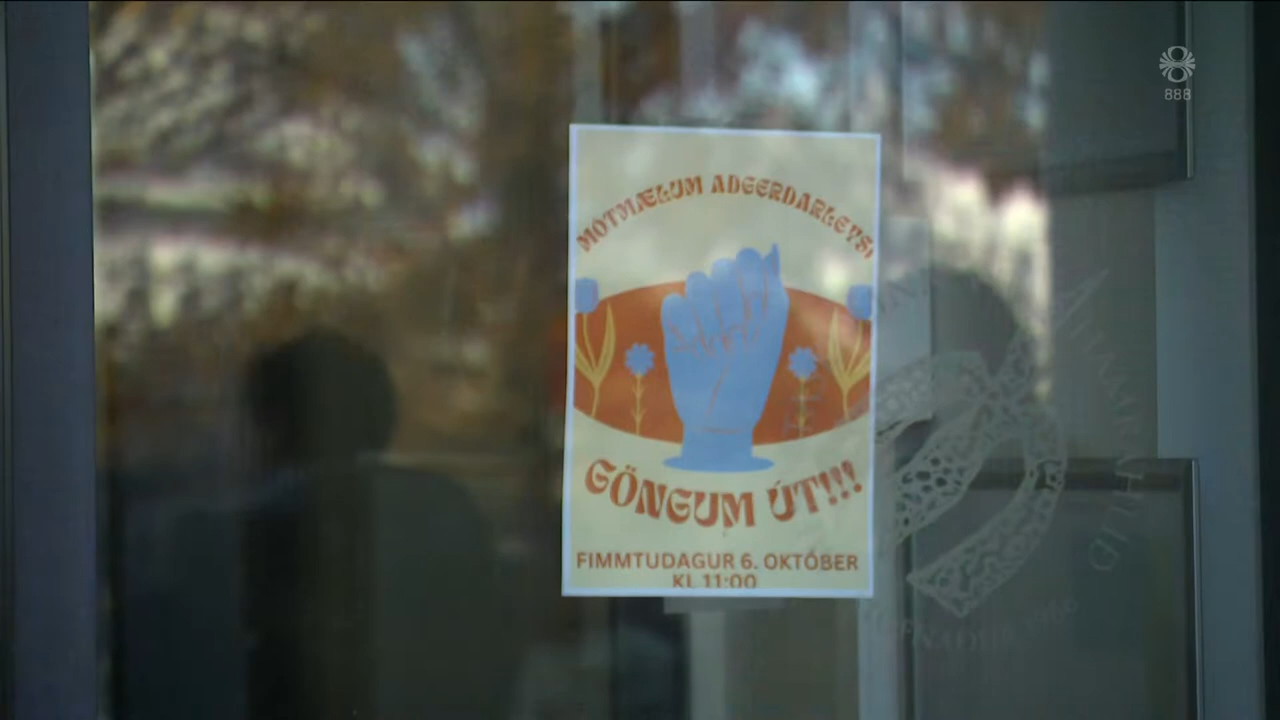 888
MÓTMÆLUM AÐGERÐARLEYSI
GÖNGUM ÚT!!!
FIMMTUDAGUR 6. OKTÓBER
KL 11:00